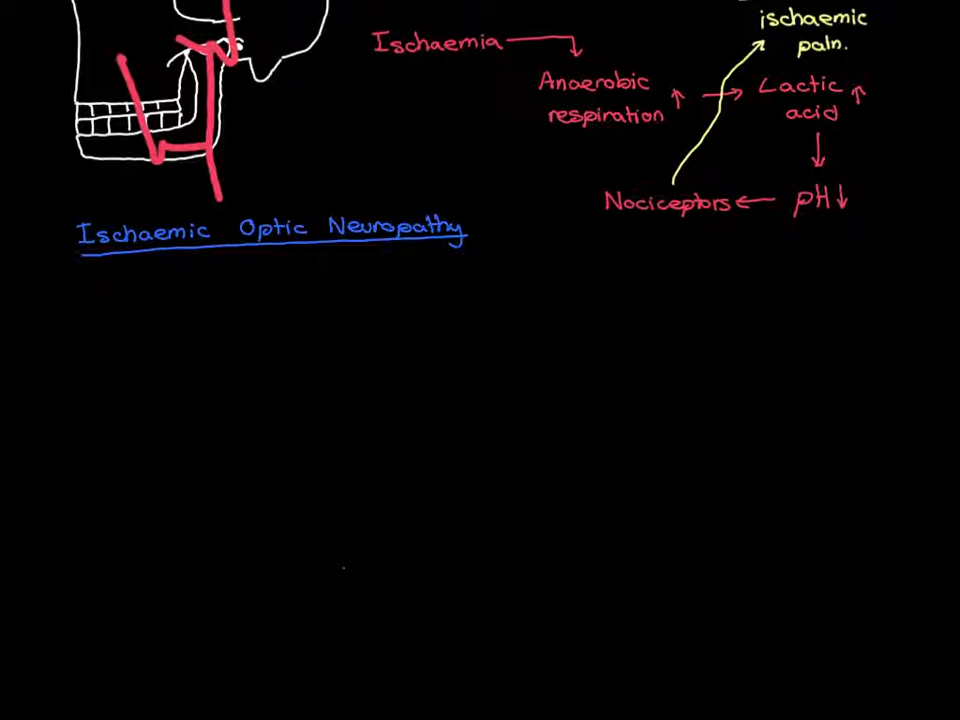 ischaemic
pain.
Ischaemia
Anaerobic
respiration ↑
Lactic ↑
acid
pH↓
Nociceptors
Ischaemic Optic Neuropathy